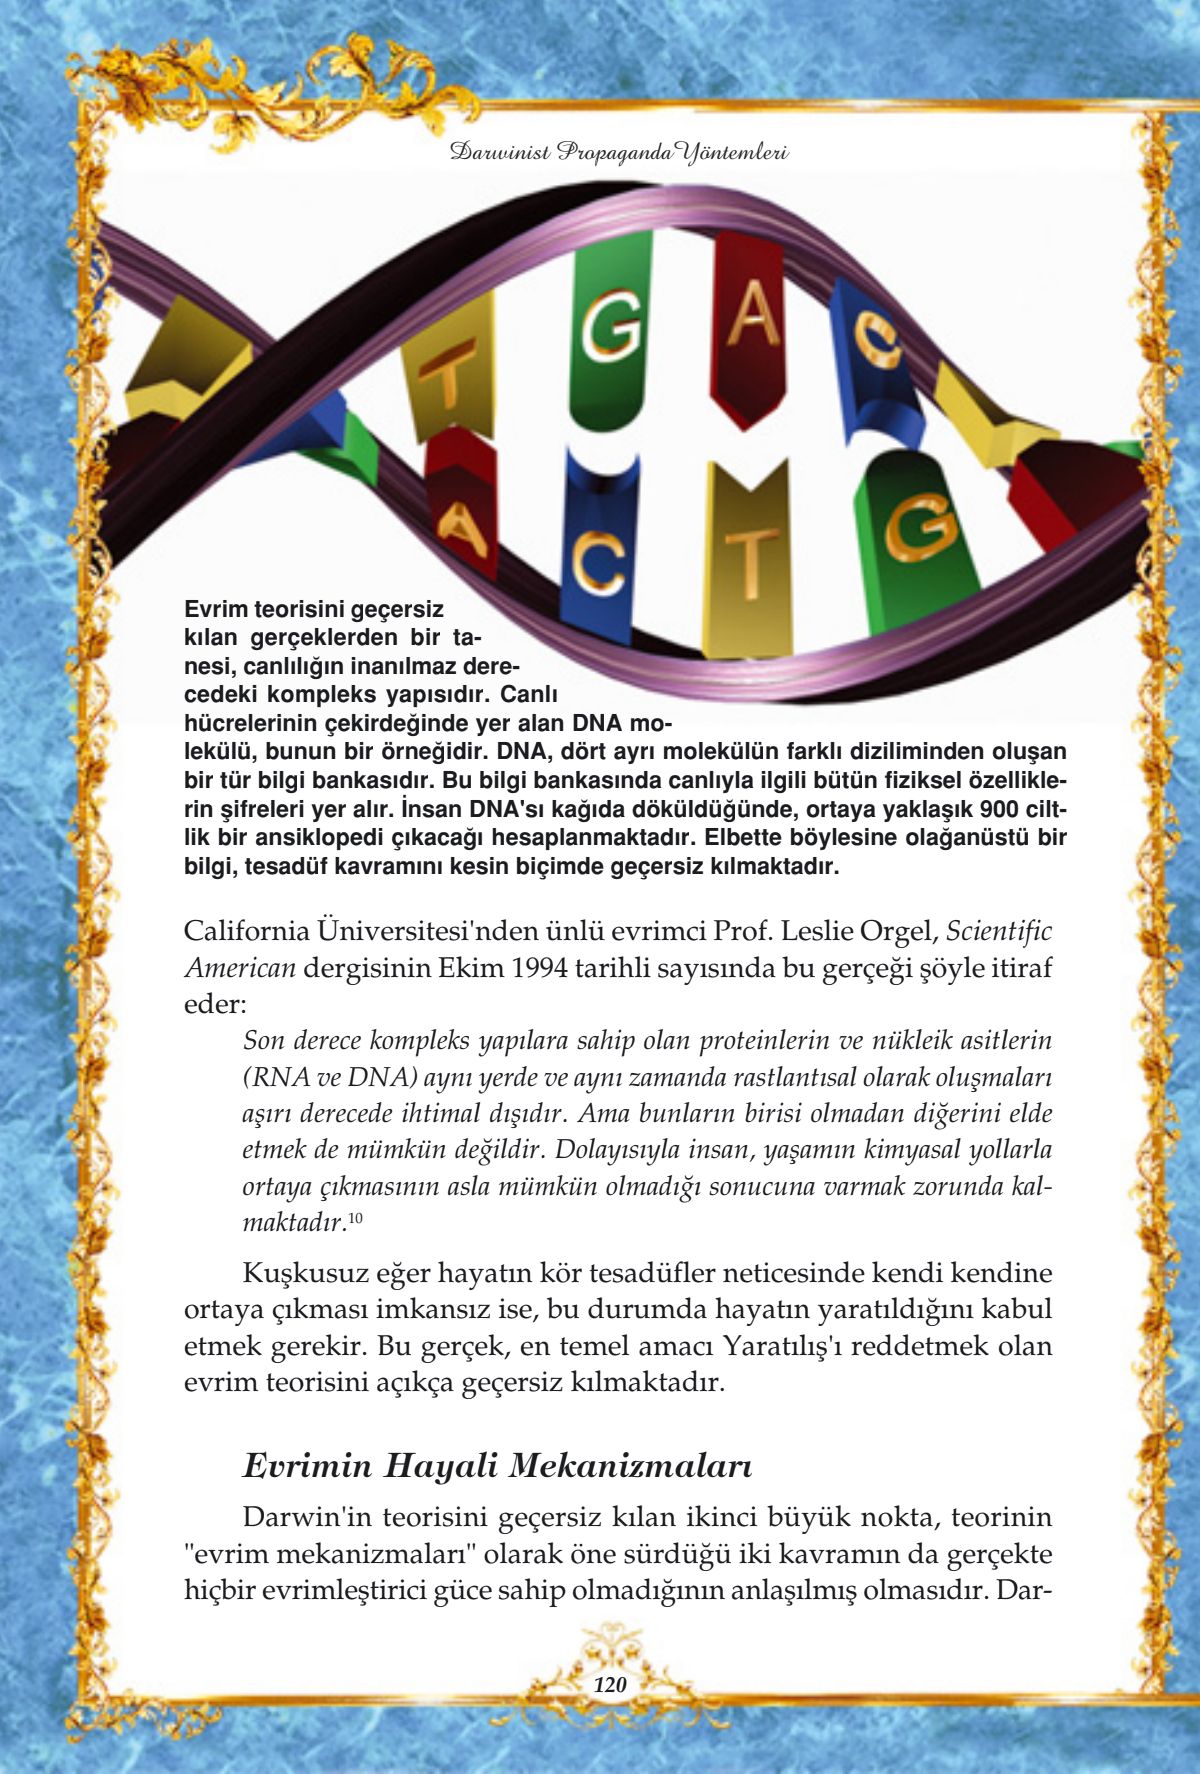 Darwinist Propaganda Yöntemleri
T G A C
A C T G
Evrim teorisini geçersiz
kılan gerçeklerden bir ta-
nesi, canlılığın inanılmaz dere-
cedeki kompleks yapısıdır. Canlı
hücrelerinin çekirdeğinde yer alan DNA mo-
lekülü, bunun bir örneğidir. DNA, dört ayrı molekülün farklı diziliminden oluşan
bir tür bilgi bankasıdır. Bu bilgi bankasında canlıyla ilgili bütün fiziksel özellikle-
rin şifreleri yer alır. İnsan DNA'sı kağıda döküldüğünde, ortaya yaklaşık 900 cilt-
lik bir ansiklopedi çıkacağı hesaplanmaktadır. Elbette böylesine olağanüstü bir
bilgi, tesadüf kavramını kesin biçimde geçersiz kılmaktadır.
California Üniversitesi'nden ünlü evrimci Prof. Leslie Orgel, Scientific
American dergisinin Ekim 1994 tarihli sayısında bu gerçeği şöyle itiraf
eder:
Son derece kompleks yapılara sahip olan proteinlerin ve nükleik asitlerin
(RNA ve DNA) aynı yerde ve aynı zamanda rastlantısal olarak oluşmaları
aşırı derecede ihtimal dışıdır. Ama bunların birisi olmadan diğerini elde
etmek de mümkün değildir. Dolayısıyla insan, yaşamın kimyasal yollarla
ortaya çıkmasının asla mümkün olmadığı sonucuna varmak zorunda kal-
maktadır.10
Kuşkusuz eğer hayatın kör tesadüfler neticesinde kendi kendine
ortaya çıkması imkansız ise, bu durumda hayatın yaratıldığını kabul
etmek gerekir. Bu gerçek, en temel amacı Yaratılış'ı reddetmek olan
evrim teorisini açıkça geçersiz kılmaktadır.
Evrimin Hayali Mekanizmaları
Darwin'in teorisini geçersiz kılan ikinci büyük nokta, teorinin
"evrim mekanizmaları" olarak öne sürdüğü iki kavramın da gerçekte
hiçbir evrimleştirici güce sahip olmadığının anlaşılmış olmasıdır. Dar-
120